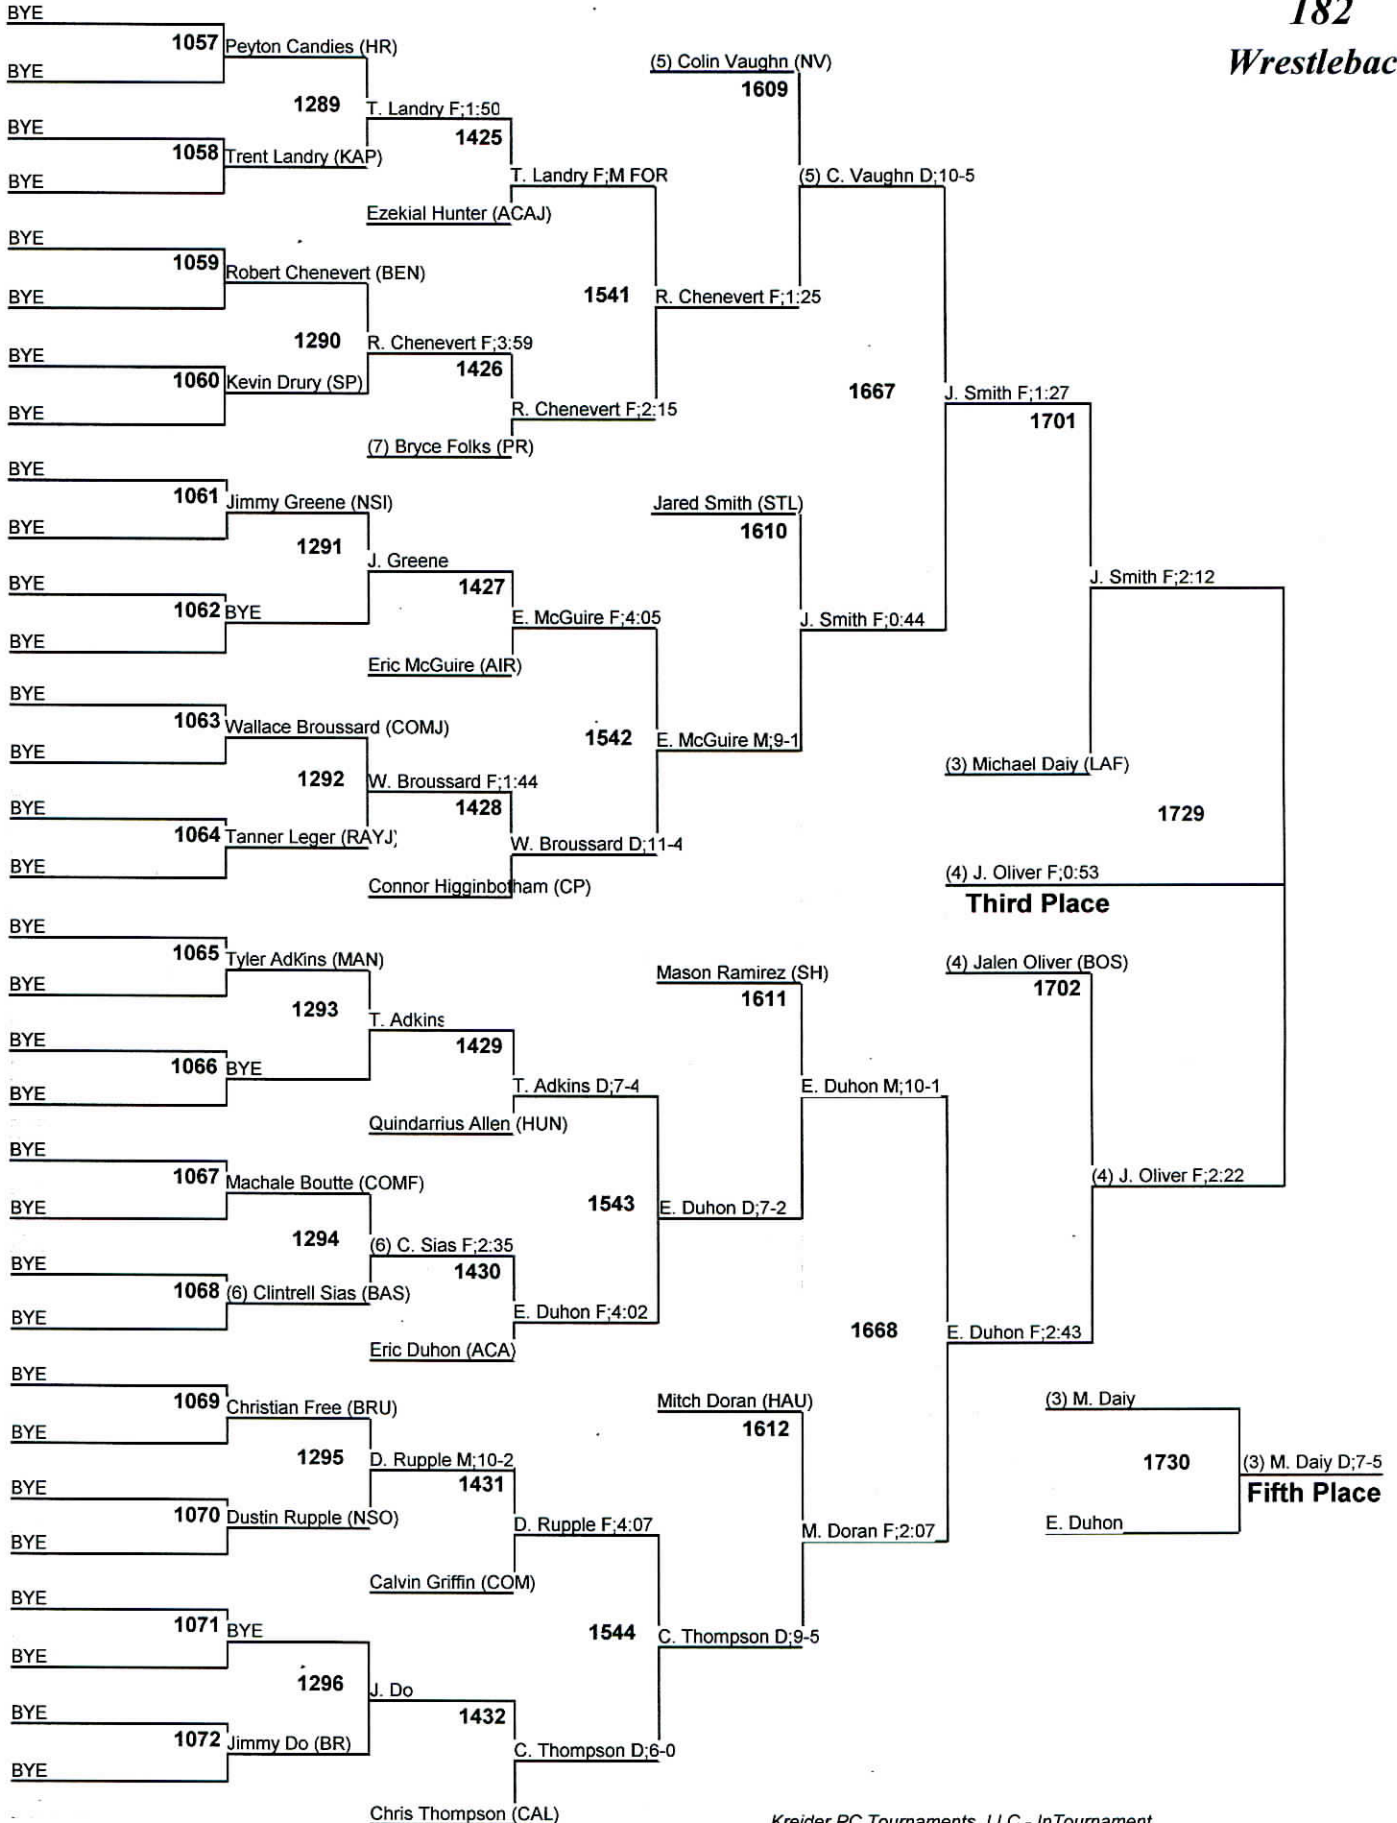 182
Wrestlebac
BYE
1057
Peyton Candies (HR)
BYE
1289
T. Landry F;1:50
BYE
1425
1058
Trent Landry (KAP)
BYE
T. Landry F;M FOR
Ezekial Hunter (ACAJ)
BYE
1059
Robert Chenevert (BEN)
BYE
1541
R. Chenevert F;1:25
1290
R. Chenevert F;3:59
BYE
1426
1060
Kevin Drury (SP)
BYE
R. Chenevert F;2:15
(7) Bryce Folks (PR)
(5) Colin Vaughn (NV)
1609
(5) C. Vaughn D;10-5
1667
J. Smith F;1:27
1701
BYE
1061
Jimmy Greene (NSI)
BYE
1291
J. Greene
BYE
1427
1062
BYE
BYE
E. McGuire F;4:05
Eric McGuire (AIR)
Jared Smith (STL)
1610
J. Smith F;0:44
J. Smith F;2:12
BYE
1063
Wallace Broussard (COMJ)
BYE
1542
E. McGuire M;9-1
1292
W. Broussard F;1:44
BYE
1428
1064
Tanner Leger (RAYJ)
BYE
W. Broussard D;11-4
Connor Higginbotham (CP)
(3) Michael Daiy (LAF)
1729
(4) J. Oliver F;0:53
Third Place
BYE
1065
Tyler AdKins (MAN)
BYE
1293
T. Adkins
BYE
1429
1066
BYE
BYE
T. Adkins D;7-4
Quindarrius Allen (HUN)
Mason Ramirez (SH)
1611
E. Duhon M;10-1
(4) Jalen Oliver (BOS)
1702
BYE
1067
Machale Boutte (COMF)
BYE
1543
E. Duhon D;7-2
(4) J. Oliver F;2:22
1294
(6) C. Sias F;2:35
BYE
1430
1068
(6) Clintrell Sias (BAS)
BYE
E. Duhon F;4:02
Eric Duhon (ACA)
1668
E. Duhon F;2:43
BYE
1069
Christian Free (BRU)
BYE
1295
D. Rupple M;10-2
BYE
1431
1070
Dustin Rupple (NSO)
BYE
D. Rupple F;4:07
Calvin Griffin (COM)
Mitch Doran (HAU)
1612
M. Doran F;2:07
(3) M. Daiy
1730
(3) M. Daiy D;7-5
Fifth Place
E. Duhon
BYE
1071
BYE
BYE
1544
C. Thompson D;9-5
1296
J. Do
BYE
1432
1072
Jimmy Do (BR)
BYE
C. Thompson D;6-0
Chris Thompson (CAL)
Kreider PC Tournaments, LLC - InTournament